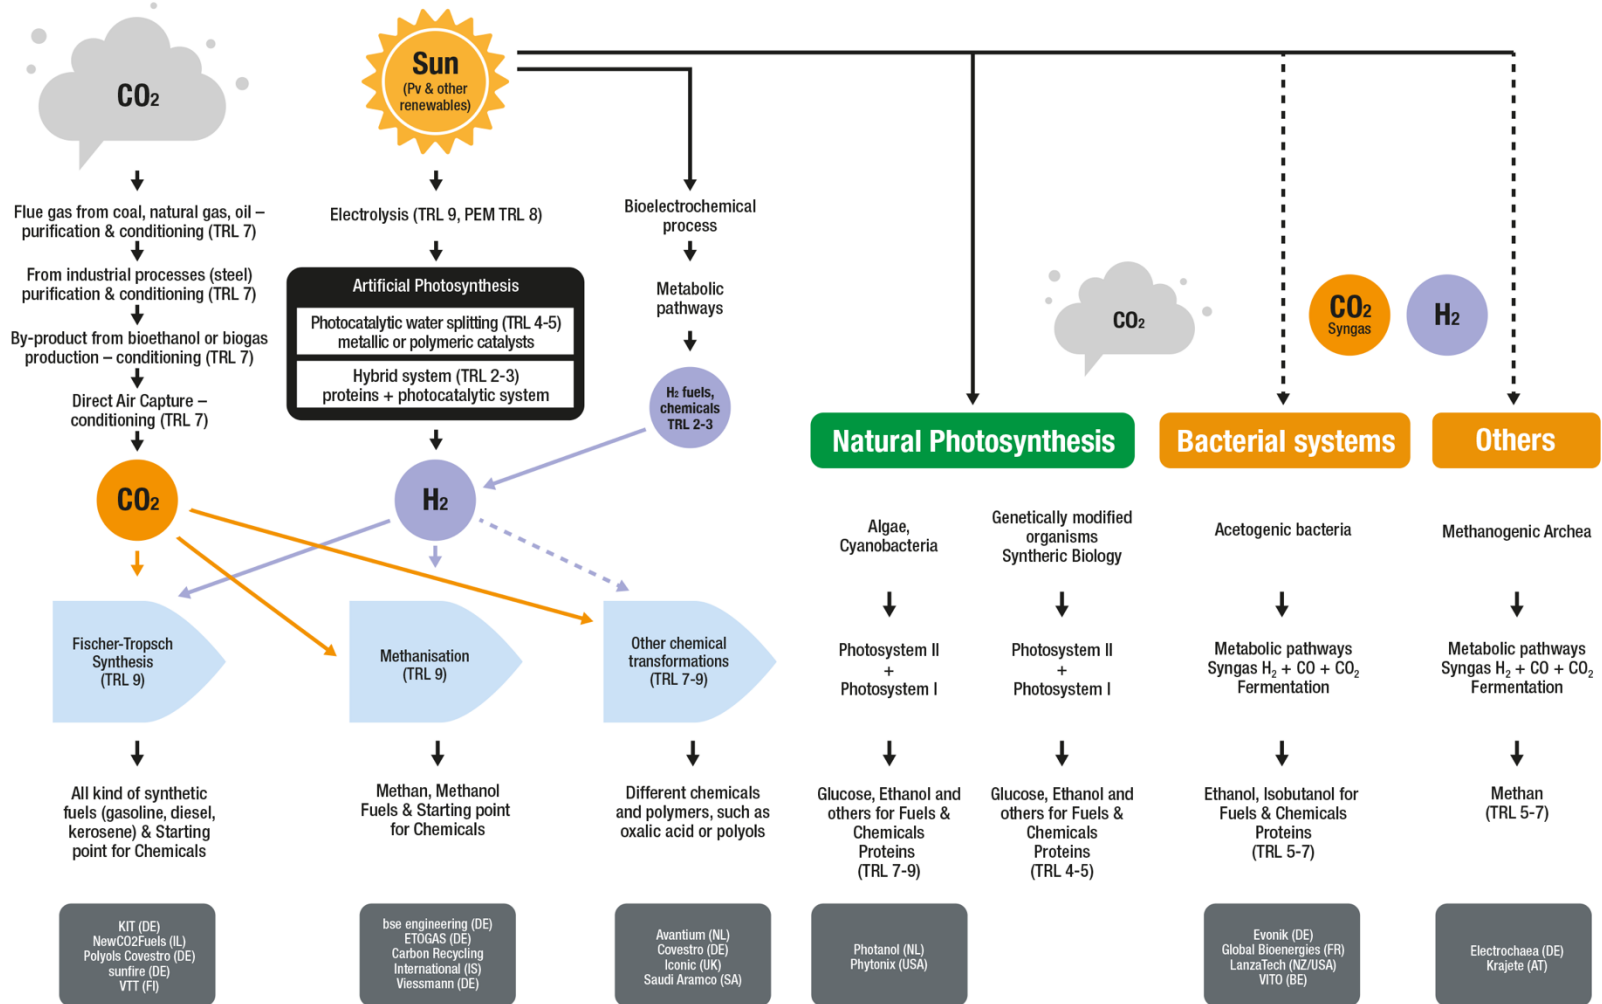 CO₂
Sun
(Pv & other
renewables)
Flue gas from coal, natural gas, oil –
purification & conditioning (TRL 7)
From industrial processes (steel)
purification & conditioning (TRL 7)
By-product from bioethanol or biogas
production – conditioning (TRL 7)
Direct Air Capture –
conditioning (TRL 7)
CO₂
Electrolysis (TRL 9, PEM TRL 8)
Artificial Photosynthesis
Photocatalytic water splitting (TRL 4-5)
metallic or polymeric catalysts
Hybrid system (TRL 2-3)
proteins + photocatalytic system
H₂
Bioelectrochemical
process
Metabolic
pathways
H₂ fuels,
chemicals
TRL 2-3
CO₂
CO₂
Syngas
H₂
Fischer-Tropsch
Synthesis
(TRL 9)
All kind of synthetic
fuels (gasoline, diesel,
kerosene) & Starting
point for Chemicals
KIT (DE)
NewCO2Fuels (IL)
Polyols Covestro (DE)
sunfire (DE)
VTT (FI)
Methanisation
(TRL 9)
Methan, Methanol
Fuels & Starting point
for Chemicals
bse engineering (DE)
ETOGAS (DE)
Carbon Recycling
International (IS)
Viessmann (DE)
Other chemical
transformations
(TRL 7-9)
Different chemicals
and polymers, such as
oxalic acid or polyols
Avantium (NL)
Covestro (DE)
Iconic (UK)
Saudi Aramco (SA)
Natural Photosynthesis
Algae,
Cyanobacteria
Photosystem II
+
Photosystem I
Glucose, Ethanol and
others for Fuels &
Chemicals
Proteins
(TRL 7-9)
Photanol (NL)
Phytonix (USA)
Genetically modified
organisms
Syntheric Biology
Photosystem II
+
Photosystem I
Glucose, Ethanol and
others for Fuels &
Chemicals
Proteins
(TRL 4-5)
Bacterial systems
Acetogenic bacteria
Metabolic pathways
Syngas H₂ + CO + CO₂
Fermentation
Ethanol, Isobutanol for
Fuels & Chemicals
Proteins
(TRL 5-7)
Evonik (DE)
Global Bioenergies (FR)
LanzaTech (NZ/USA)
VITO (BE)
Others
Methanogenic Archea
Metabolic pathways
Syngas H₂ + CO + CO₂
Fermentation
Methan
(TRL 5-7)
Electrochaea (DE)
Krajete (AT)